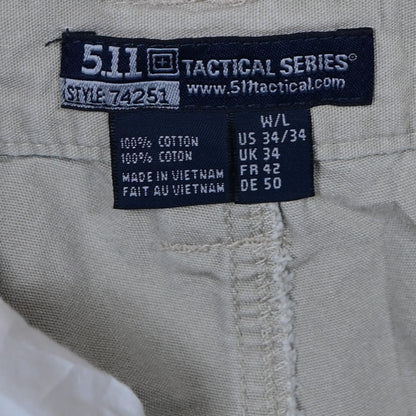 5.11 TACTICAL SERIES®
STYLE 74251 www.511tactical.com
100% COTTON
100% COTON
MADE IN VIETNAM
FAIT AU VIETNAM
W/L
US 34/34
UK 34
FR 42
DE 50